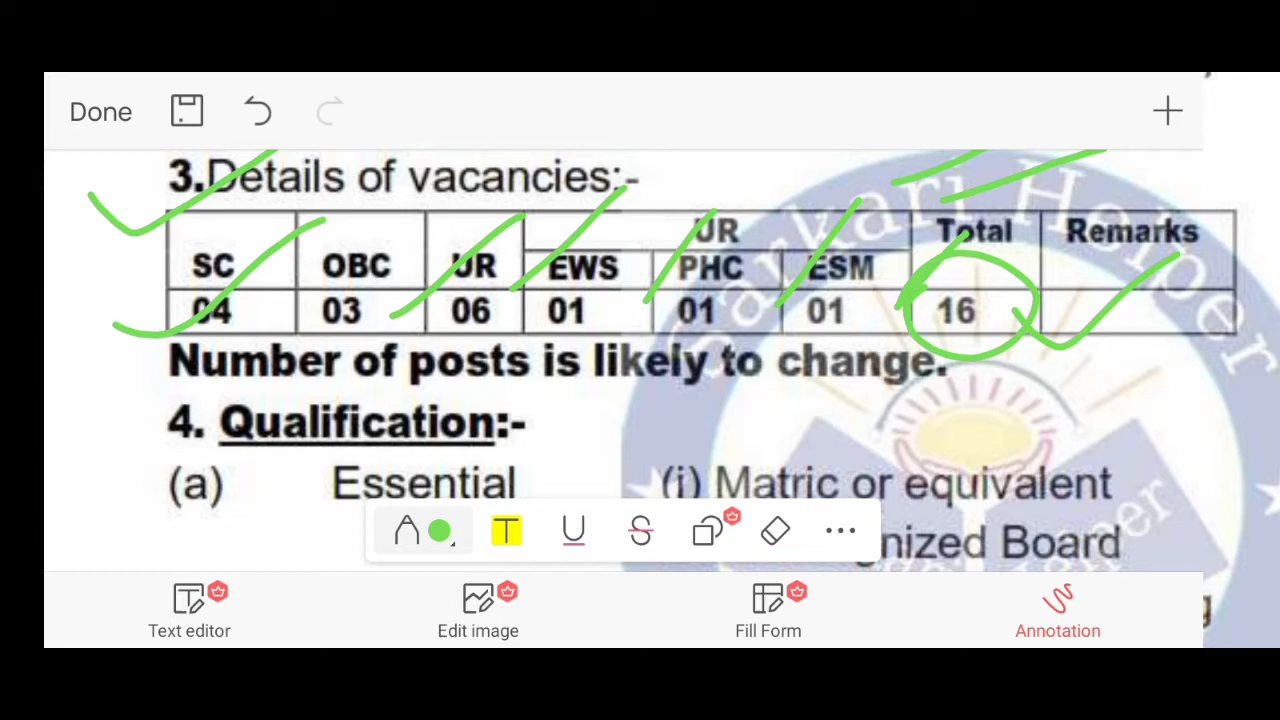 Done
3.Details of vacancies:-
SC OBC UR UR Total Remarks
EWS PHC ESM
04 03 06 01 01 01 16
Number of posts is likely to change.
4. Qualification:-
(a) Essential (i) Matric or equivalent
Board
Sarkari Helper
T U S
Text editor Edit image Fill Form Annotation